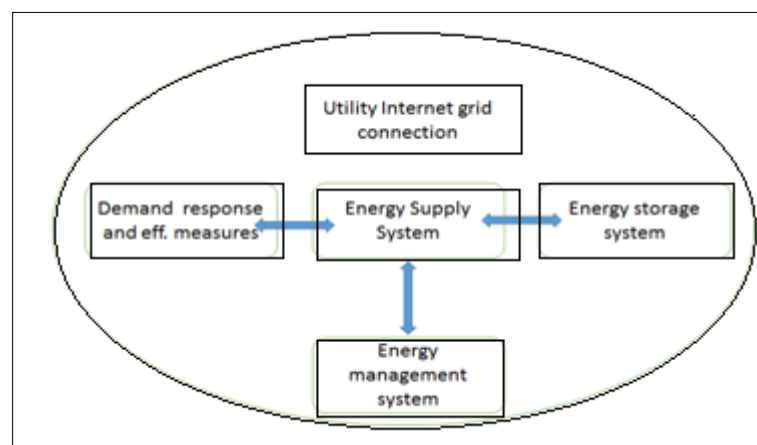 Utility Internet grid
connection
Demand response
and eff. measures
Energy Supply
System
Energy storage
system
Energy
management
system